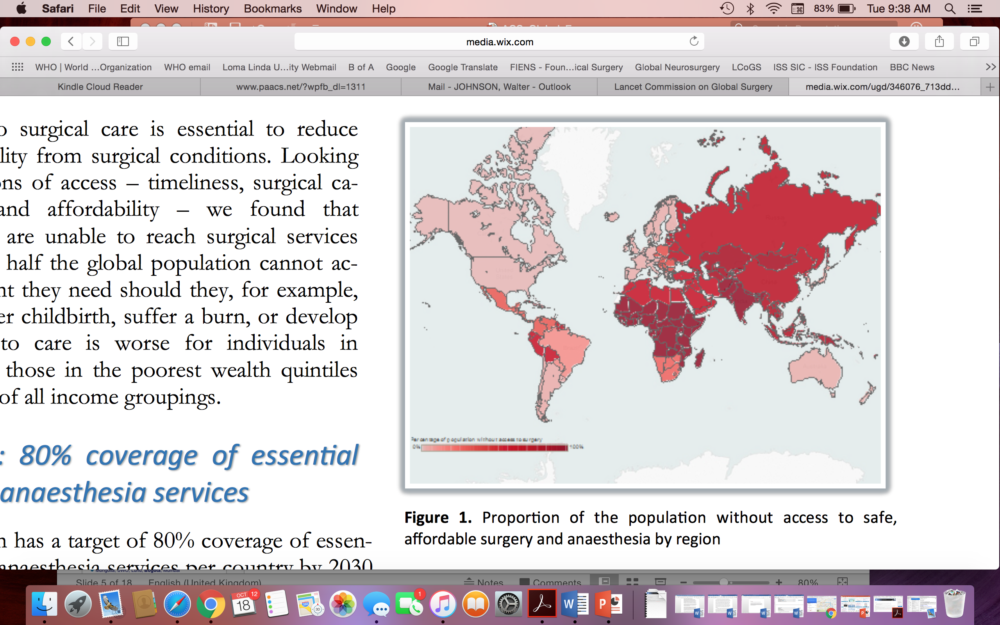 Safari File Edit View History Bookmarks Window Help 83% Tue 9:38 AM
media.wix.com
WHO | World ...Organization WHO email Loma Linda U...ity Webmail B of A Google Google Translate FIENS - Foun...ical Surgery Global Neurosurgery LCoGS ISS SIC - ISS Foundation BBC News
Kindle Cloud Reader www.paacs.net/?wpfb_dl=1311 Mail - JOHNSON, Walter - Outlook Lancet Commission on Global Surgery media.wix.com/ugd/346076_713dd...
o surgical care is essential to reduce
lity from surgical conditions. Looking
ons of access – timeliness, surgical ca-
and affordability – we found that
are unable to reach surgical services
half the global population cannot ac-
nt they need should they, for example,
er childbirth, suffer a burn, or develop
to care is worse for individuals in
those in the poorest wealth quintiles
of all income groupings.
: 80% coverage of essential
anaesthesia services
n has a target of 80% coverage of essen-
anaesthesia services per country by 2030
Percentage of population without access to surgery
0% 100%
Figure 1. Proportion of the population without access to safe,
affordable surgery and anaesthesia by region
Mongolia, UWO, Lund, Bogota, Mumbai
Slide 5 of 18 English (United Kingdom) Notes Comments 80%
OCT 12
18
1
280
3D
W
P